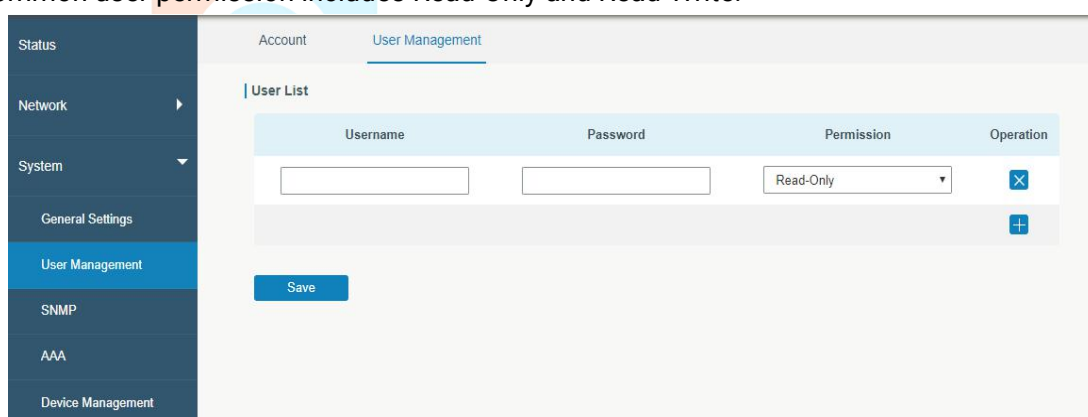 ommon user permission includes Read-Only and Read-Write.
Status
Account User Management
User List
Network
Username Password Permission Operation
System
Read-Only
General Settings
User Management
Save
SNMP
AAA
Device Management